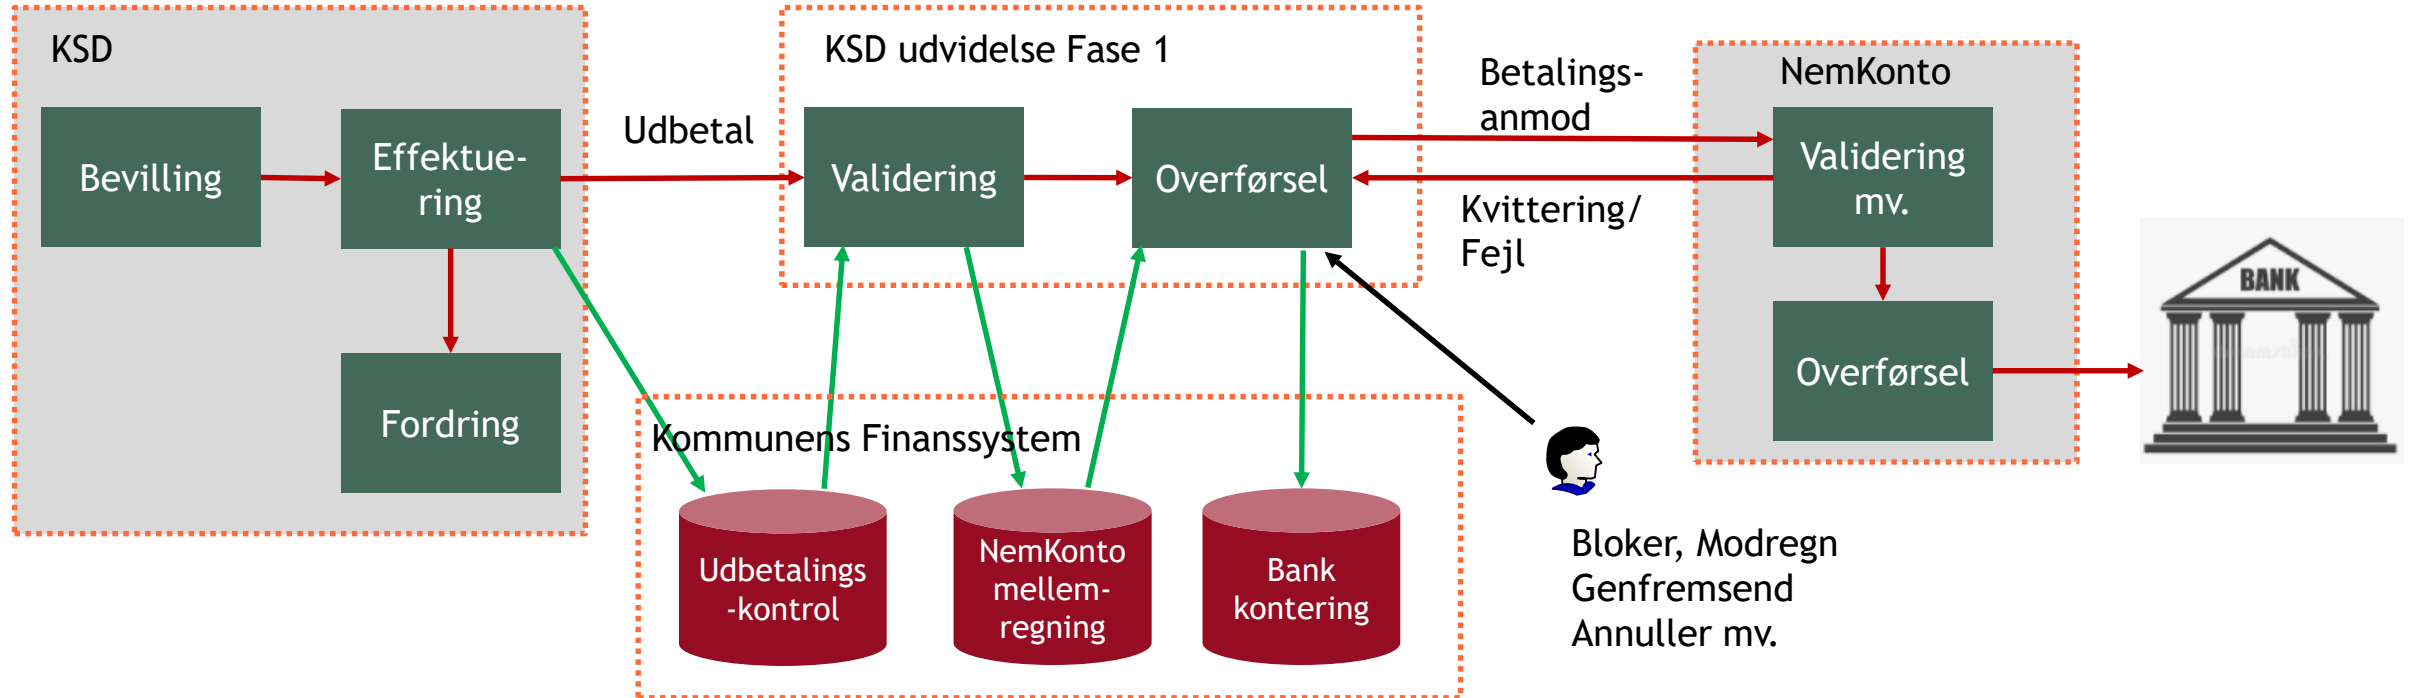 KSD
Bevilling
Effektue-
ring
Fordring
Udbetal
KSD udvidelse Fase 1
Validering
Overførsel
Betalings-
anmod
Kvittering/
Fejl
NemKonto
Validering
mv.
Overførsel
BANK
Kommunens Finanssystem
Udbetalings
-kontrol
NemKonto
mellem-
regning
Bank
kontering
Bloker, Modregn
Genfremsend
Annuller mv.